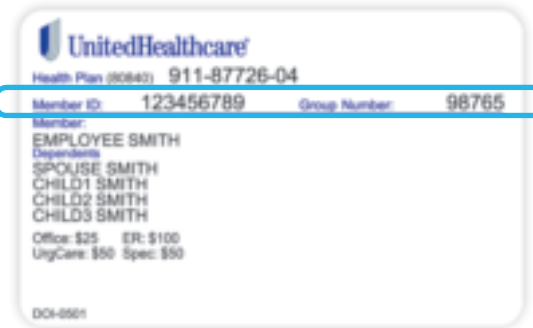 UnitedHealthcare®
Health Plan (80840) 911-87726-04
Member ID: 123456789 Group Number: 98765
Member:
EMPLOYEE SMITH
Dependents
SPOUSE SMITH
CHILD1 SMITH
CHILD2 SMITH
CHILD3 SMITH
Office: $25 ER: $100
UrgCare: $50 Spec: $50
DOI-0501